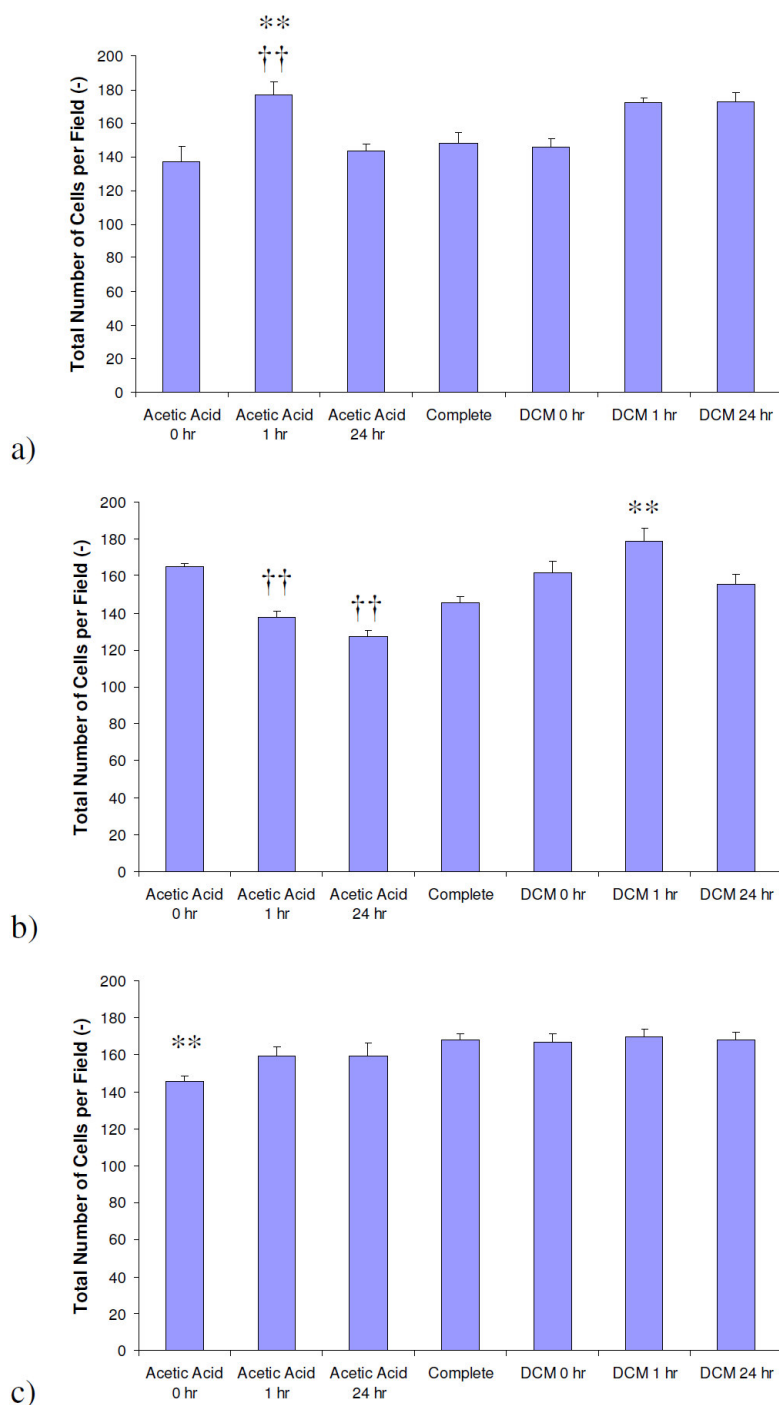 **
††
200
180
160
140
120
100
80
60
40
20
0
Total Number of Cells per Field (-)
Acetic Acid 0 hr
Acetic Acid 1 hr
Acetic Acid 24 hr
Complete
DCM 0 hr
DCM 1 hr
DCM 24 hr
a)
200
180
160
140
120
100
80
60
40
20
0
Total Number of Cells per Field (-)
††
††
**
Acetic Acid 0 hr
Acetic Acid 1 hr
Acetic Acid 24 hr
Complete
DCM 0 hr
DCM 1 hr
DCM 24 hr
b)
200
180
160
140
120
100
80
60
40
20
0
Total Number of Cells per Field (-)
**
Acetic Acid 0 hr
Acetic Acid 1 hr
Acetic Acid 24 hr
Complete
DCM 0 hr
DCM 1 hr
DCM 24 hr
c)